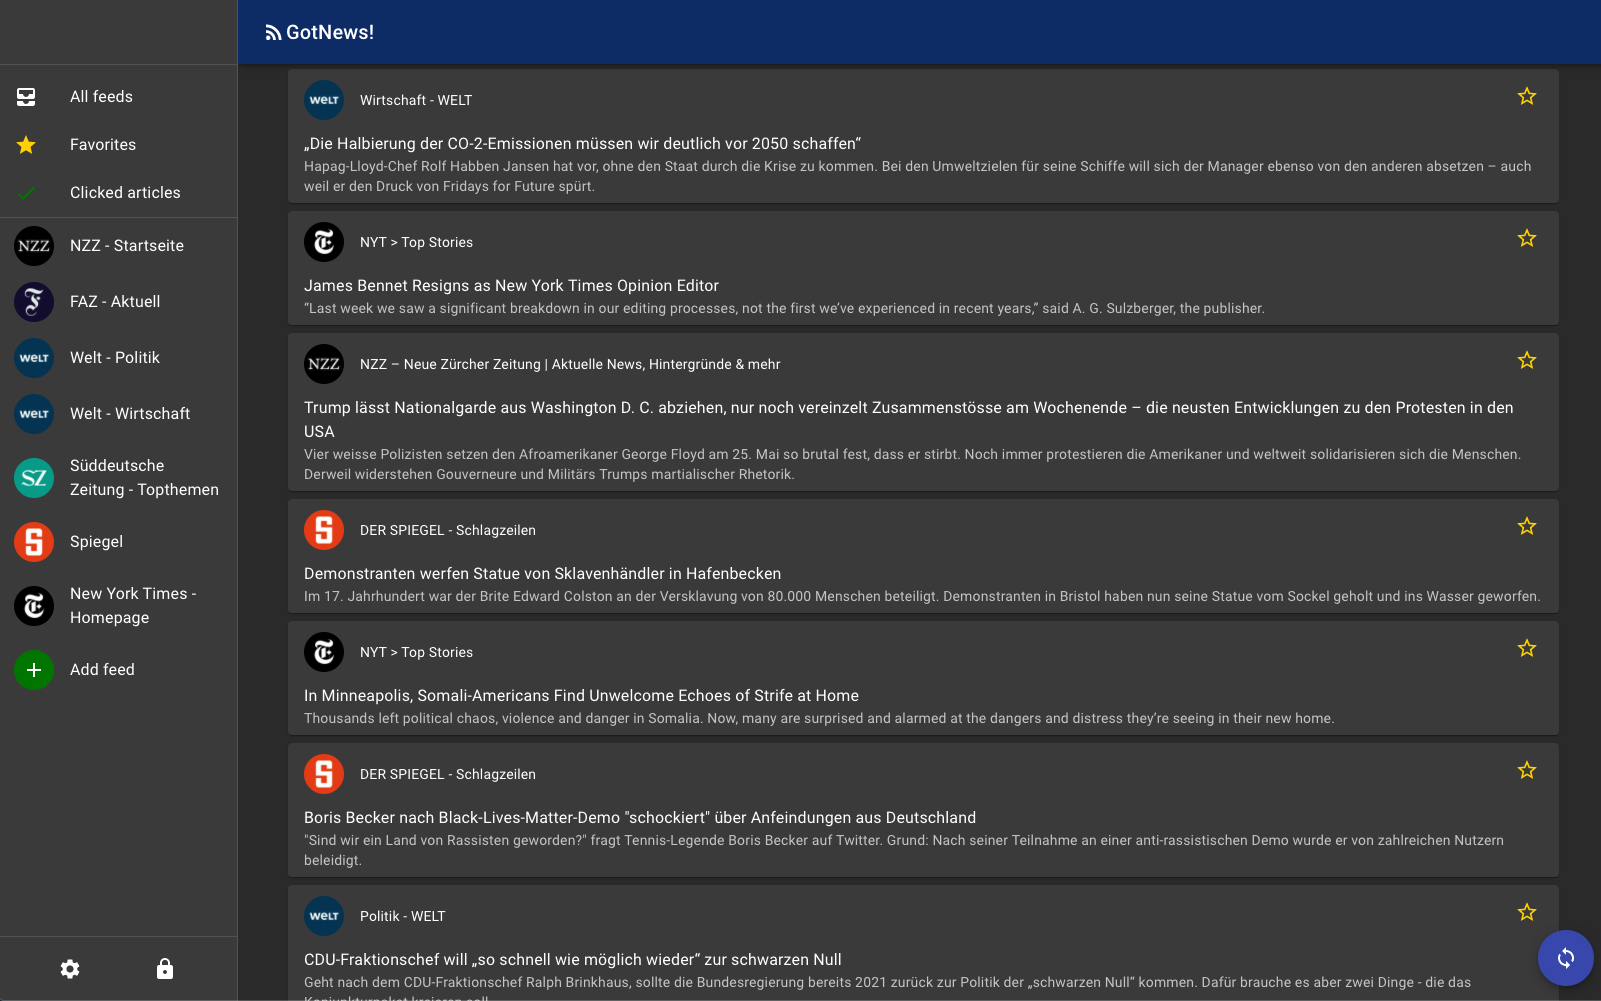 GotNews!
All feeds
Favorites
Clicked articles
NZZ
NZZ - Startseite
FAZ - Aktuell
WELT
Welt - Politik
WELT
Welt - Wirtschaft
SZ
Süddeutsche
Zeitung - Topthemen
S
Spiegel
New York Times -
Homepage
Add feed
WELT
Wirtschaft - WELT
„Die Halbierung der CO-2-Emissionen müssen wir deutlich vor 2050 schaffen“
Hapag-Lloyd-Chef Rolf Habben Jansen hat vor, ohne den Staat durch die Krise zu kommen. Bei den Umweltzielen für seine Schiffe will sich der Manager ebenso von den anderen absetzen – auch
weil er den Druck von Fridays for Future spürt.
NYT > Top Stories
James Bennet Resigns as New York Times Opinion Editor
“Last week we saw a significant breakdown in our editing processes, not the first we’ve experienced in recent years,” said A. G. Sulzberger, the publisher.
NZZ
NZZ – Neue Zürcher Zeitung | Aktuelle News, Hintergründe & mehr
Trump lässt Nationalgarde aus Washington D. C. abziehen, nur noch vereinzelt Zusammenstösse am Wochenende – die neusten Entwicklungen zu den Protesten in den
USA
Vier weisse Polizisten setzen den Afroamerikaner George Floyd am 25. Mai so brutal fest, dass er stirbt. Noch immer protestieren die Amerikaner und weltweit solidarisieren sich die Menschen.
Derweil widerstehen Gouverneure und Militärs Trumps martialischer Rhetorik.
S
DER SPIEGEL - Schlagzeilen
Demonstranten werfen Statue von Sklavenhändler in Hafenbecken
Im 17. Jahrhundert war der Brite Edward Colston an der Versklavung von 80.000 Menschen beteiligt. Demonstranten in Bristol haben nun seine Statue vom Sockel geholt und ins Wasser geworfen.
NYT > Top Stories
In Minneapolis, Somali-Americans Find Unwelcome Echoes of Strife at Home
Thousands left political chaos, violence and danger in Somalia. Now, many are surprised and alarmed at the dangers and distress they’re seeing in their new home.
S
DER SPIEGEL - Schlagzeilen
Boris Becker nach Black-Lives-Matter-Demo "schockiert" über Anfeindungen aus Deutschland
"Sind wir ein Land von Rassisten geworden?" fragt Tennis-Legende Boris Becker auf Twitter. Grund: Nach seiner Teilnahme an einer anti-rassistischen Demo wurde er von zahlreichen Nutzern
beleidigt.
WELT
Politik - WELT
CDU-Fraktionschef will „so schnell wie möglich wieder“ zur schwarzen Null
Geht nach dem CDU-Fraktionschef Ralph Brinkhaus, sollte die Bundesregierung bereits 2021 zurück zur Politik der „schwarzen Null“ kommen. Dafür brauche es aber zwei Dinge - die das